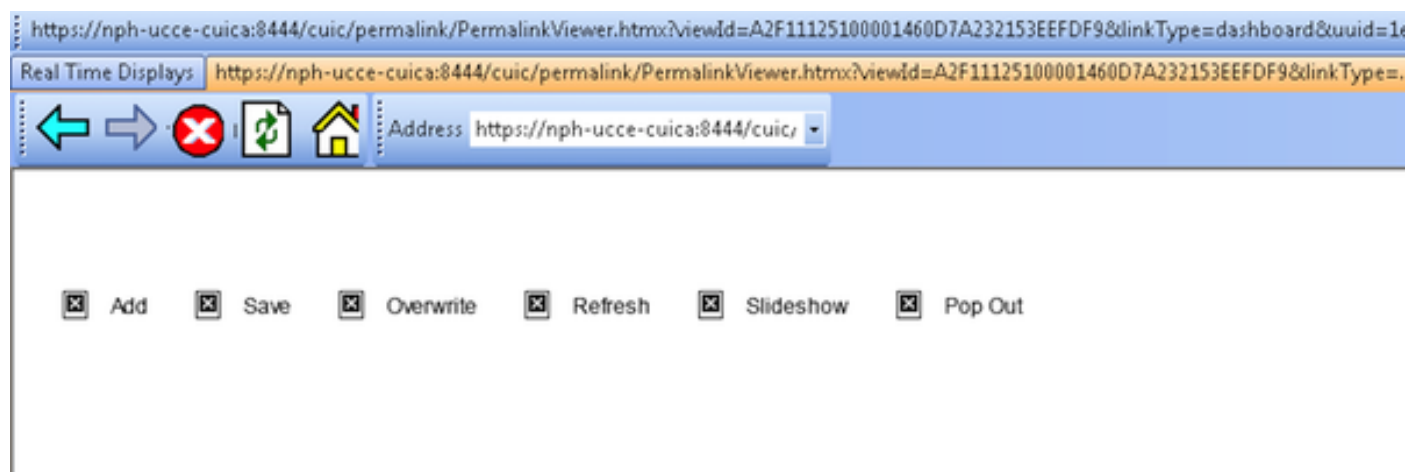 https://nph-ucce-cuica:8444/cuic/permalink/PermalinkViewer.htmx?viewId=A2F11125100001460D7A232153EEFDF9&linkType=dashboard&uuid=1e
Real Time Displays https://nph-ucce-cuica:8444/cuic/permalink/PermalinkViewer.htmx?viewId=A2F11125100001460D7A232153EEFDF9&linkType=...
Address https://nph-ucce-cuica:8444/cuic/
Add Save Overwrite Refresh Slideshow Pop Out